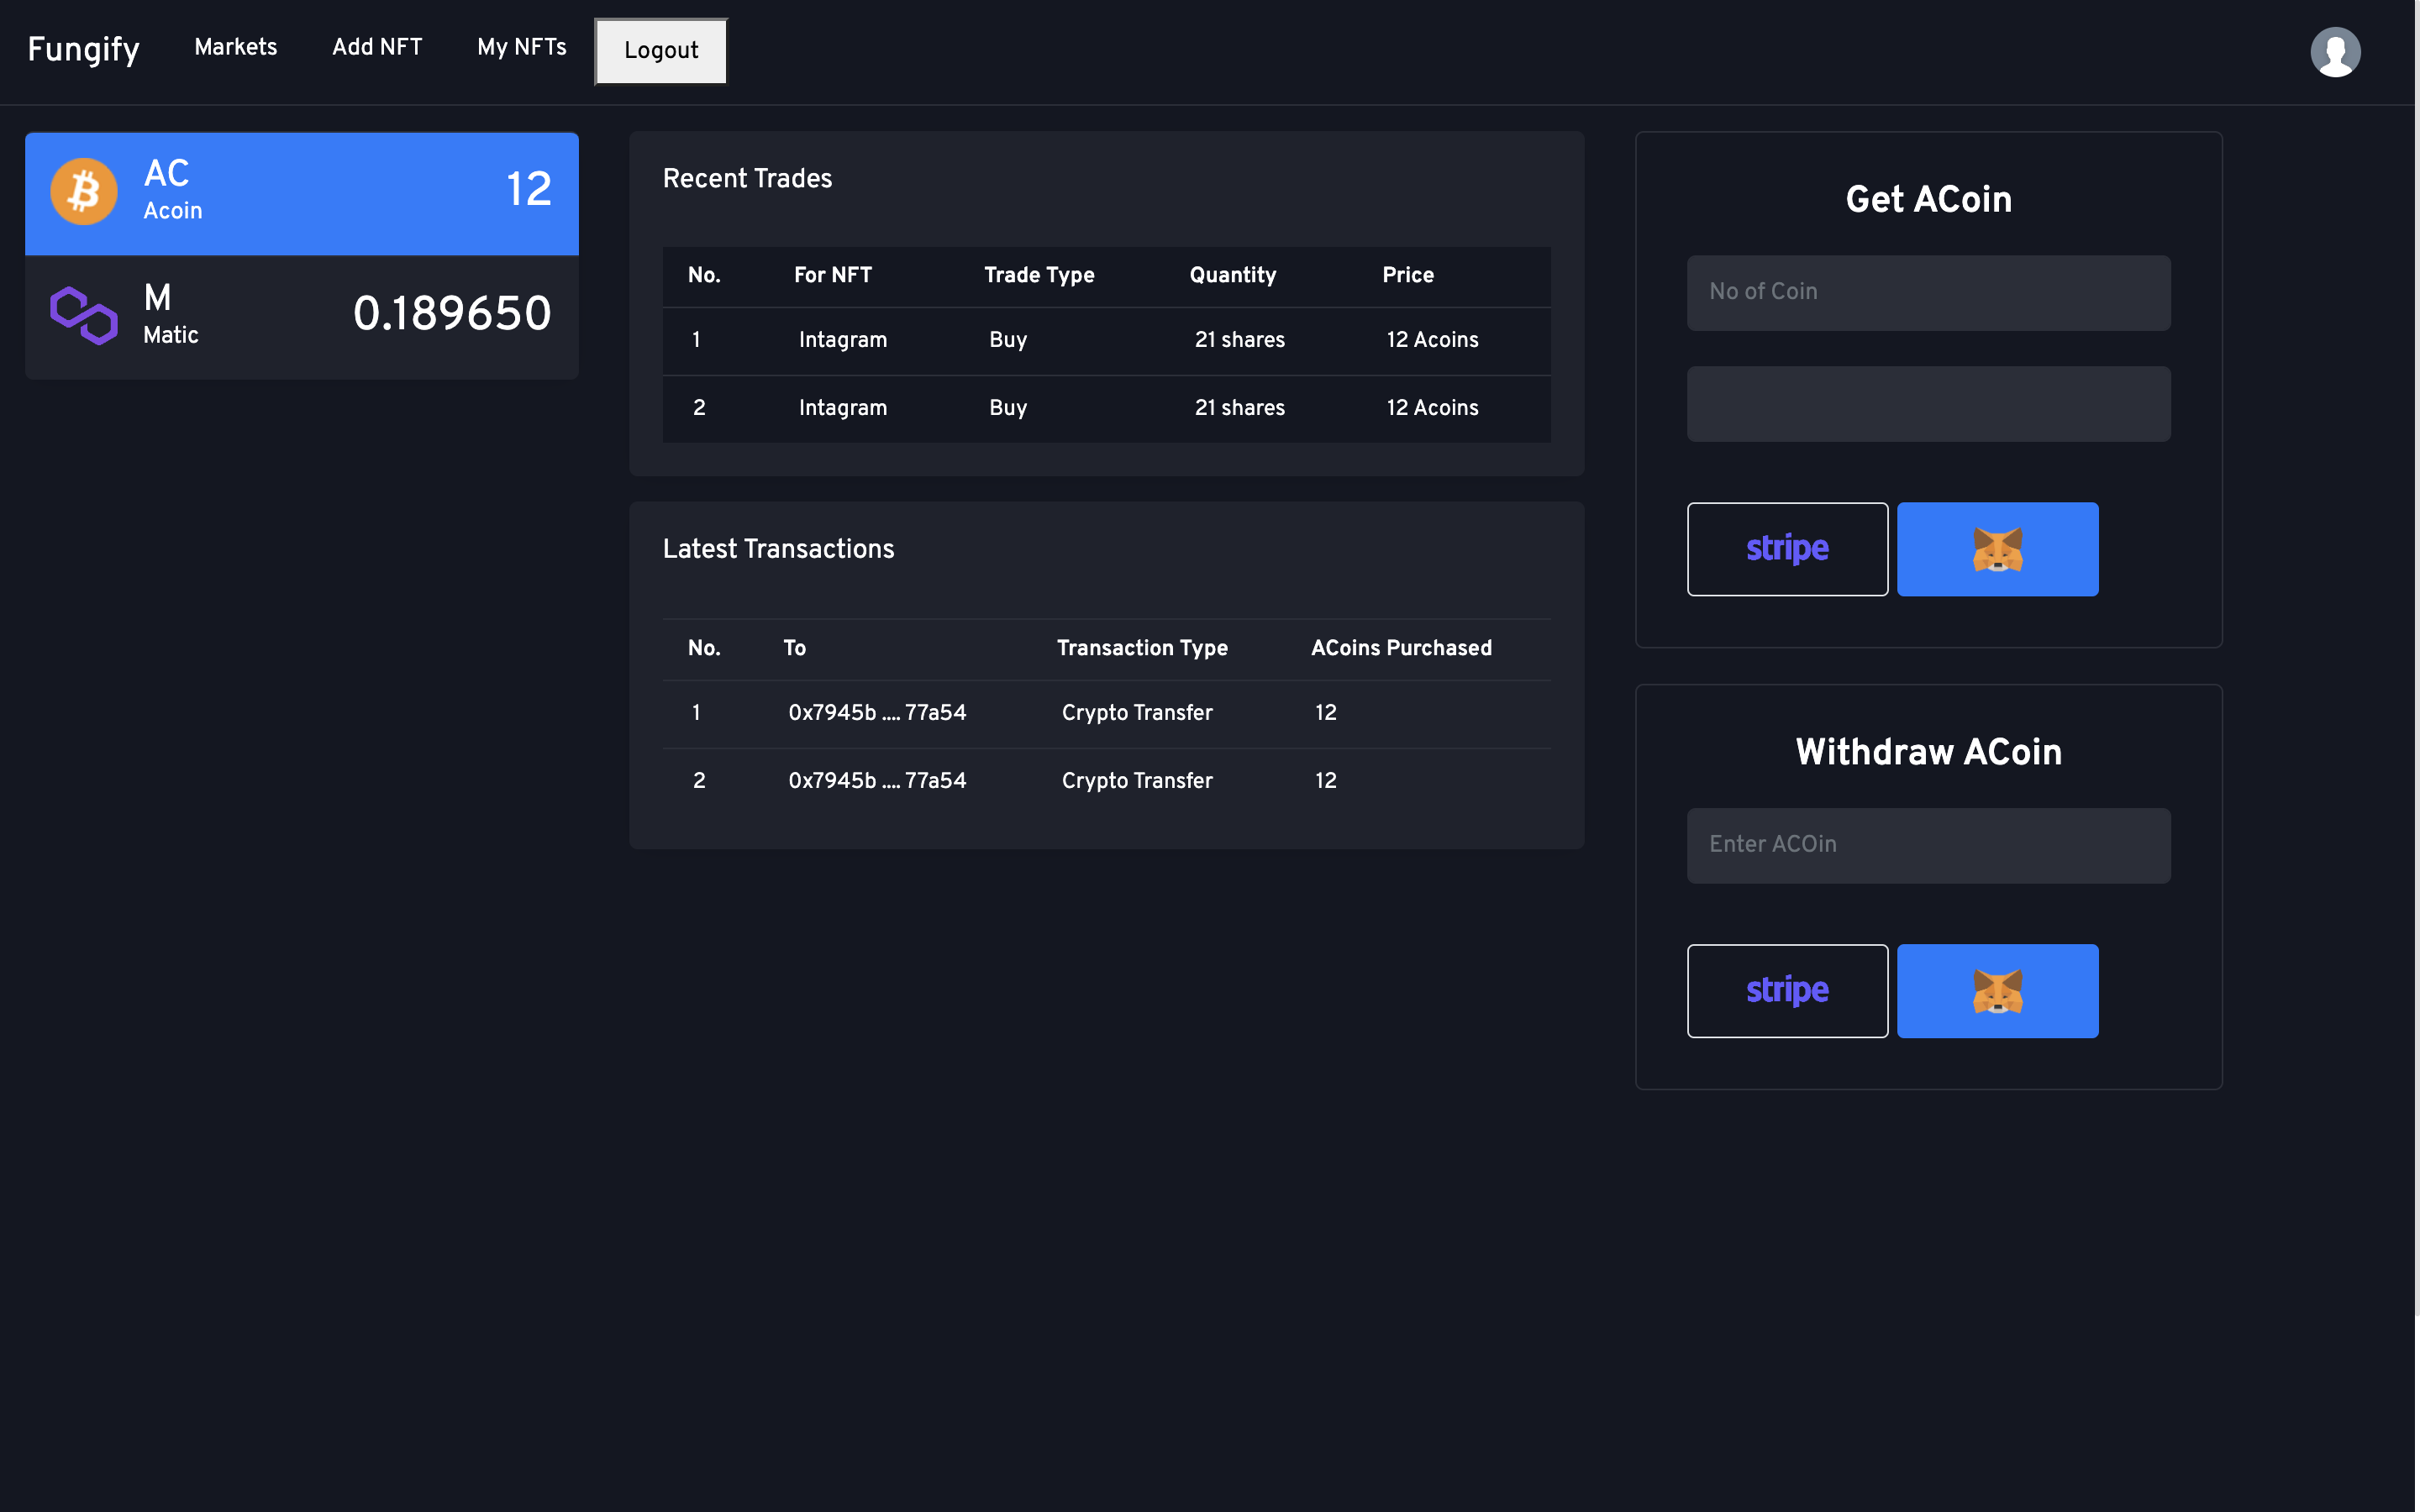 Fungify Markets Add NFT My NFTs Logout
AC 12
Acoin
M 0.189650
Matic
Recent Trades
No. For NFT Trade Type Quantity Price
1 Intagram Buy 21 shares 12 Acoins
2 Intagram Buy 21 shares 12 Acoins
Latest Transactions
No. To Transaction Type ACoins Purchased
1 0x7945b .... 77a54 Crypto Transfer 12
2 0x7945b .... 77a54 Crypto Transfer 12
Get ACoin
No of Coin
stripe
Withdraw ACoin
Enter ACOin
stripe